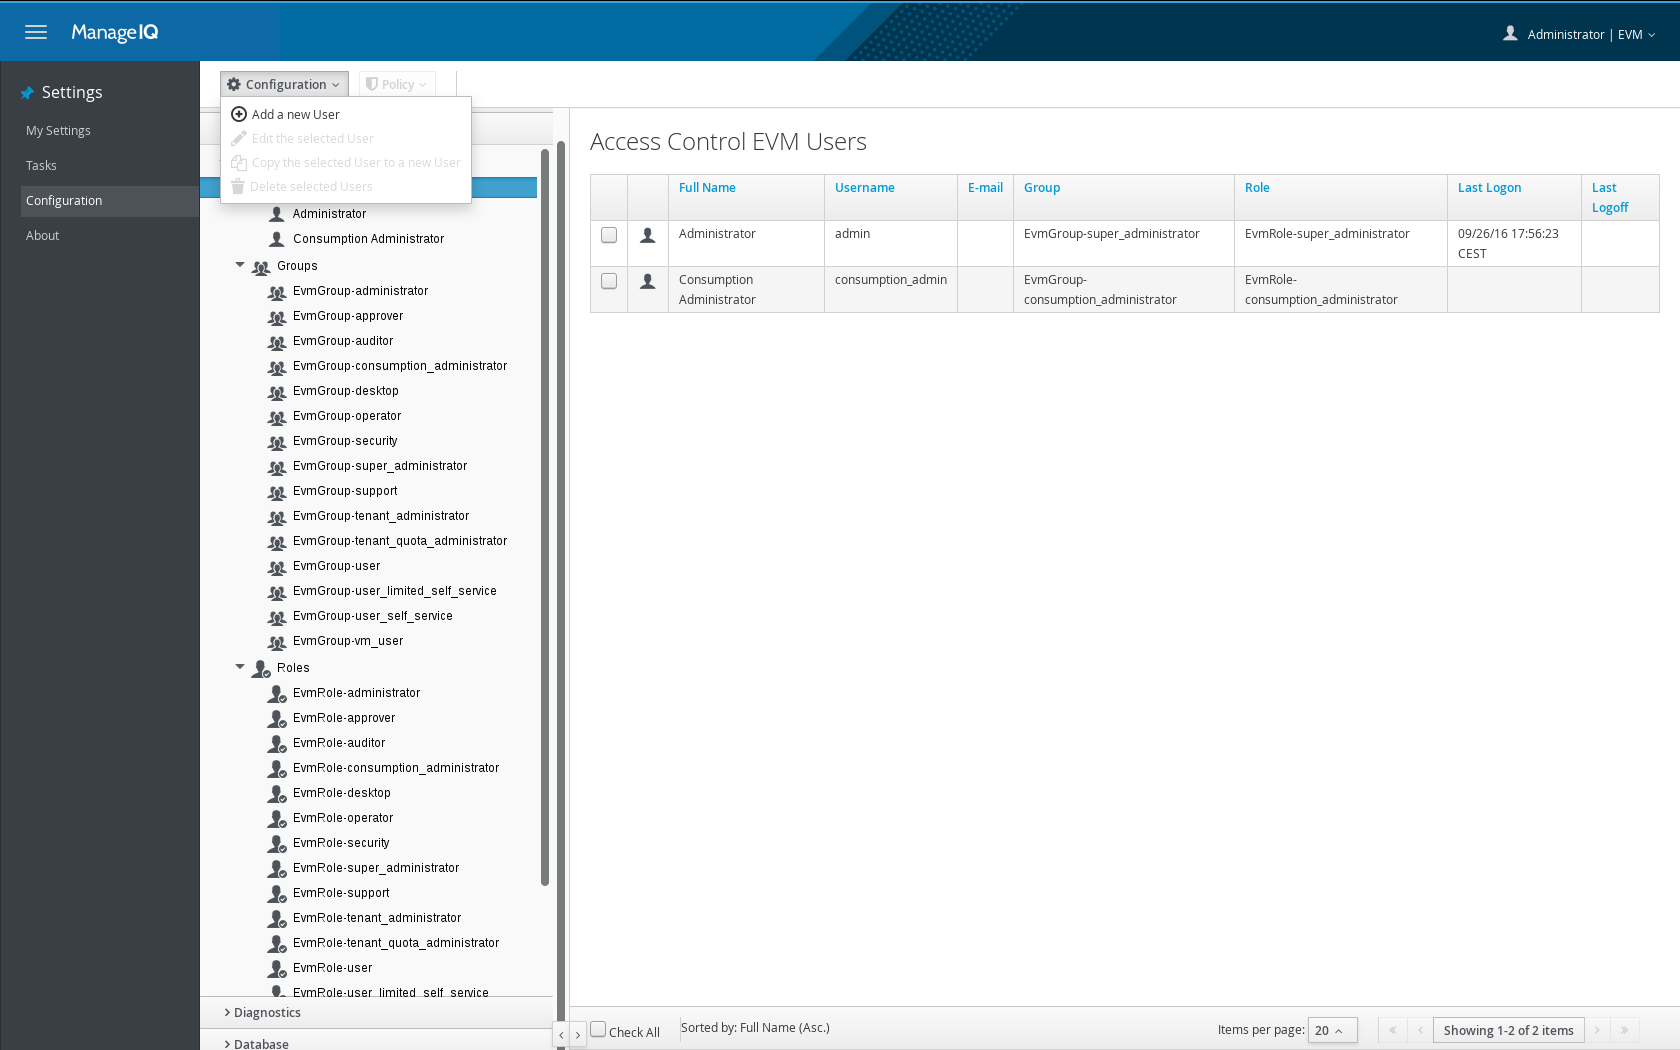 ManageIQ
Administrator | EVM
Settings
My Settings
Tasks
Configuration
About
Configuration
Policy
Add a new User
Edit the selected User
Copy the selected User to a new User
Delete selected Users
Administrator
Consumption Administrator
Groups
EvmGroup-administrator
EvmGroup-approver
EvmGroup-auditor
EvmGroup-consumption_administrator
EvmGroup-desktop
EvmGroup-operator
EvmGroup-security
EvmGroup-super_administrator
EvmGroup-support
EvmGroup-tenant_administrator
EvmGroup-tenant_quota_administrator
EvmGroup-user
EvmGroup-user_limited_self_service
EvmGroup-user_self_service
EvmGroup-vm_user
Roles
EvmRole-administrator
EvmRole-approver
EvmRole-auditor
EvmRole-consumption_administrator
EvmRole-desktop
EvmRole-operator
EvmRole-security
EvmRole-super_administrator
EvmRole-support
EvmRole-tenant_administrator
EvmRole-tenant_quota_administrator
EvmRole-user
EvmRole-user_limited_self_service
Diagnostics
Database
Access Control EVM Users
Full Name Username E-mail Group Role Last Logon Last
Logoff
Administrator admin EvmGroup-super_administrator EvmRole-super_administrator 09/26/16 17:56:23
CEST
Consumption consumption_admin EvmGroup- EvmRole-
Administrator consumption_administrator consumption_administrator
Check All Sorted by: Full Name (Asc.) Items per page: 20 « ‹ Showing 1-2 of 2 items › »